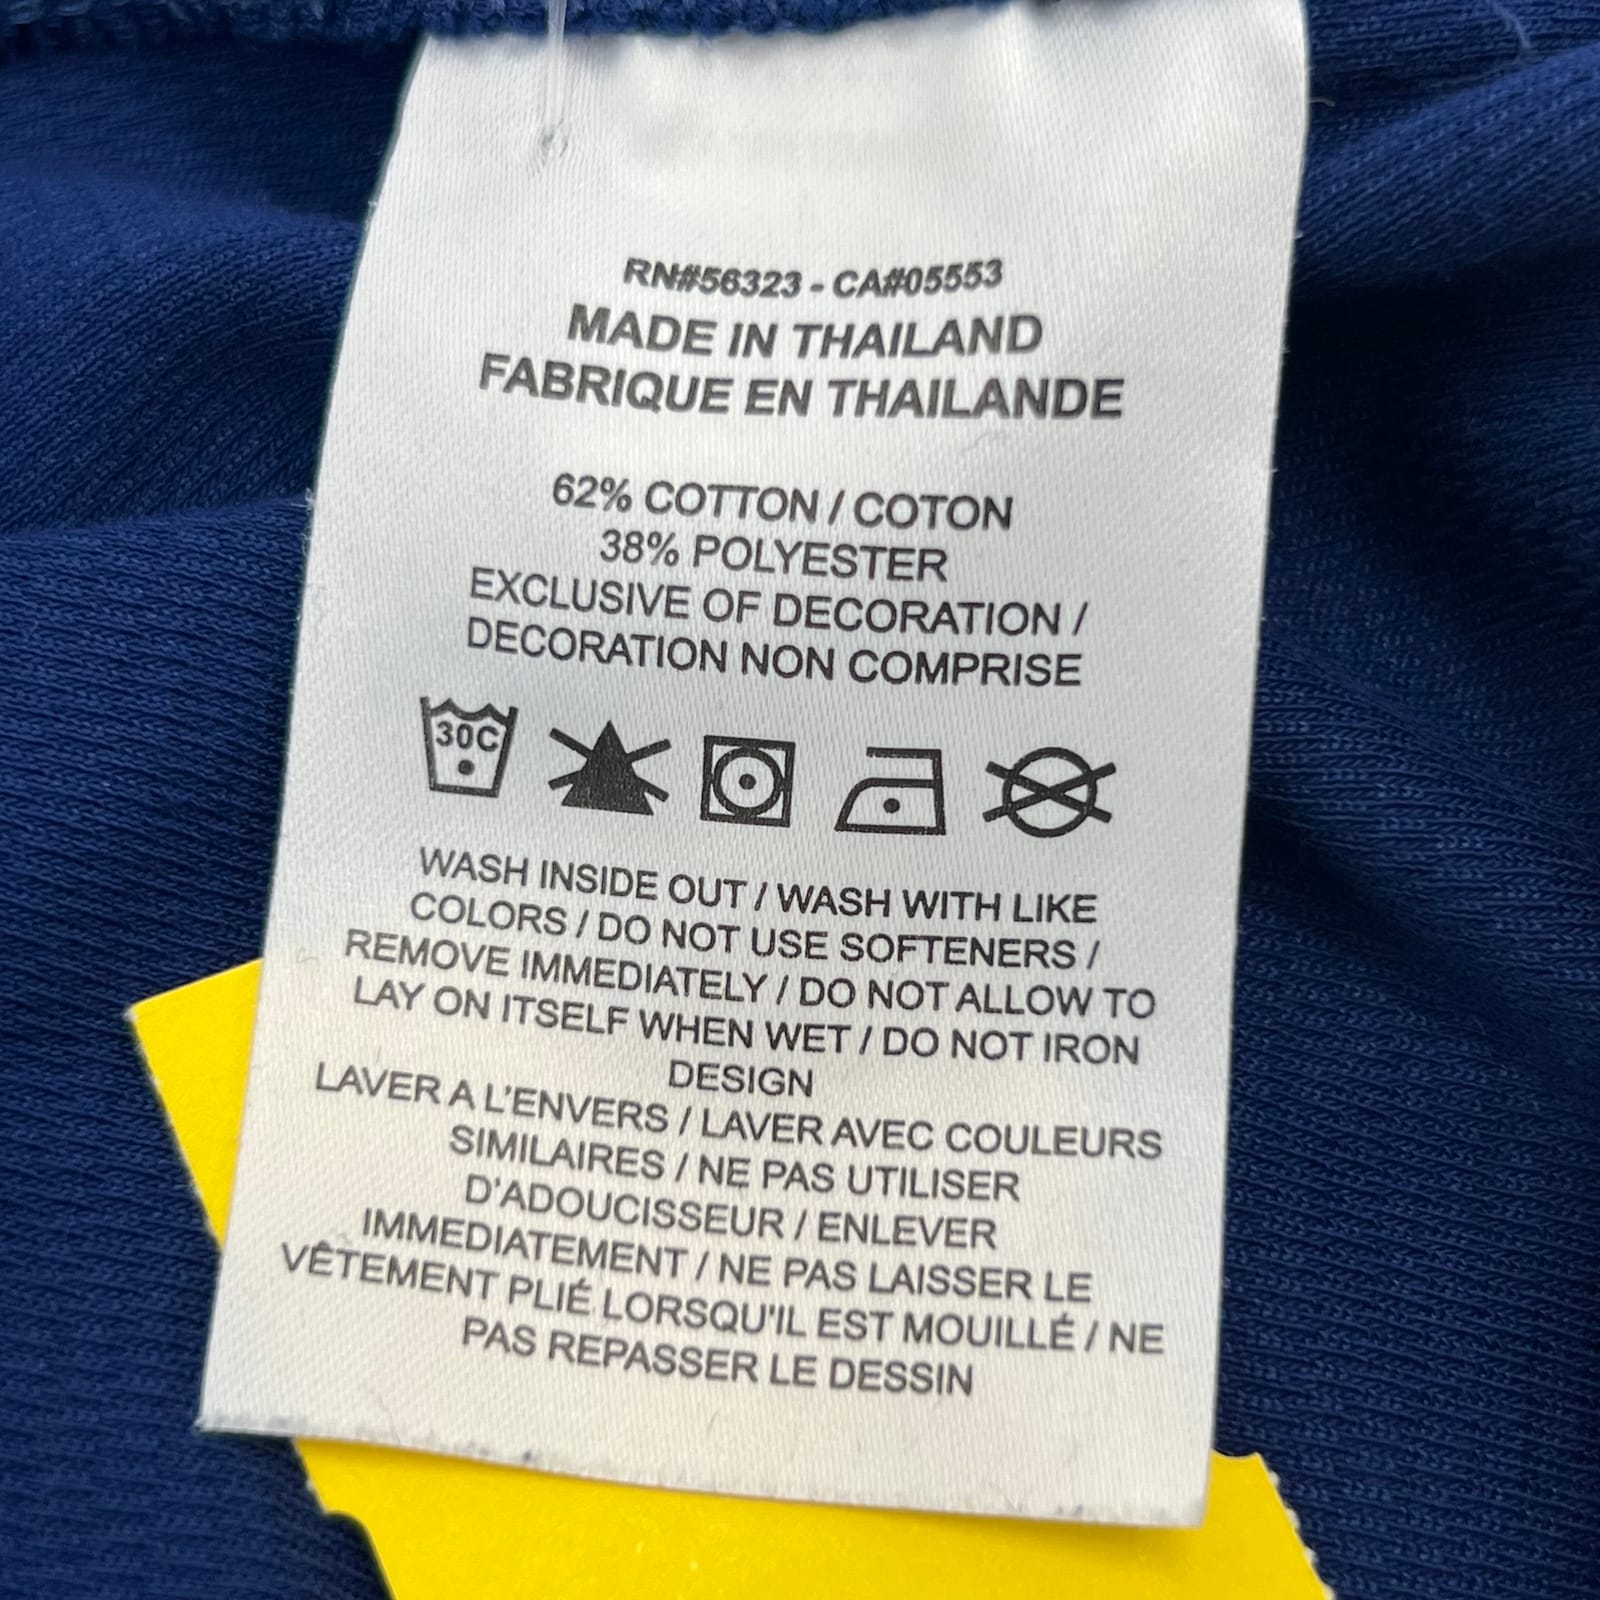 RN#56323 - CA#05553
MADE IN THAILAND
FABRIQUE EN THAILANDE
62% COTTON / COTON
38% POLYESTER
EXCLUSIVE OF DECORATION /
DECORATION NON COMPRISE
30C
WASH INSIDE OUT / WASH WITH LIKE
COLORS / DO NOT USE SOFTENERS /
REMOVE IMMEDIATELY / DO NOT ALLOW TO
LAY ON ITSELF WHEN WET / DO NOT IRON
DESIGN
LAVER A L'ENVERS / LAVER AVEC COULEURS
SIMILAIRES / NE PAS UTILISER
D'ADOUCISSEUR / ENLEVER
IMMEDIATEMENT / NE PAS LAISSER LE
VÊTEMENT PLIÉ LORSQU'IL EST MOUILLÉ / NE
PAS REPASSER LE DESSIN